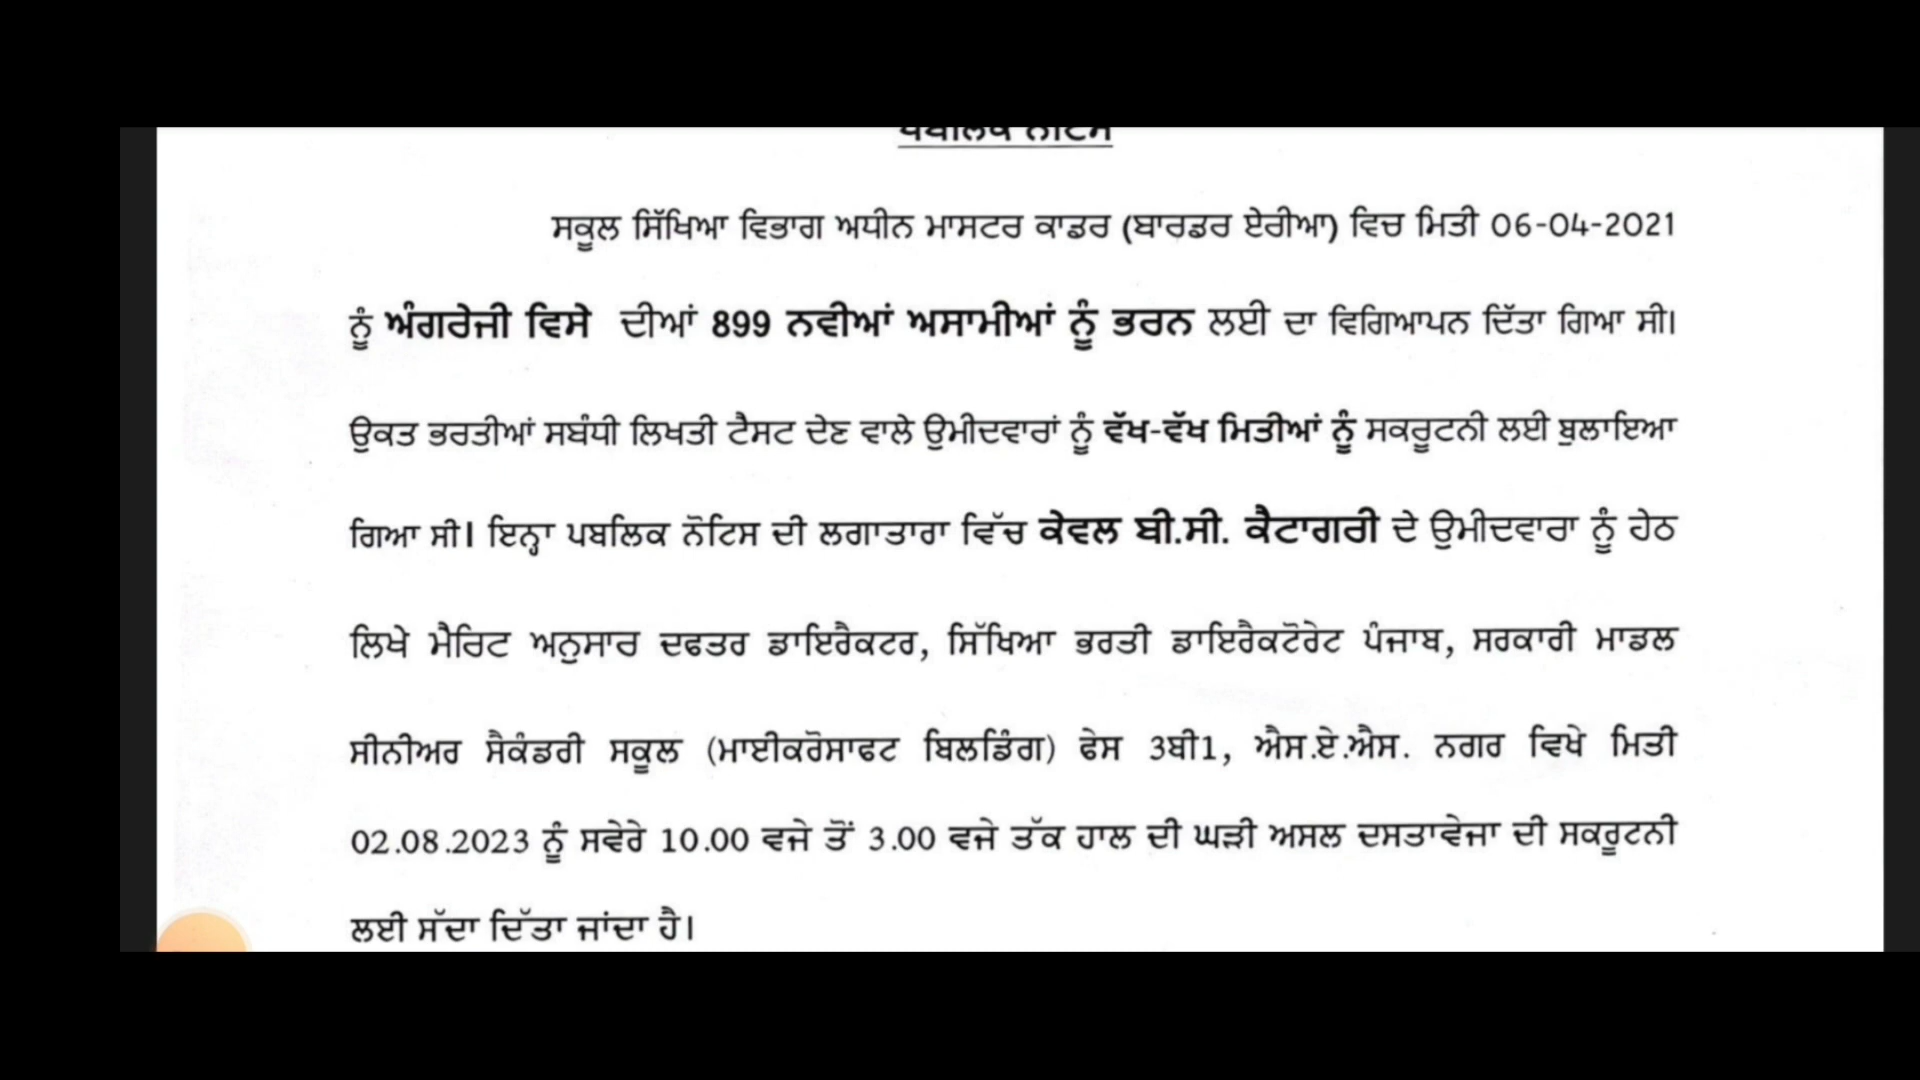 ਪਬਲਿਕ ਨੋਟਿਸ
ਸਕੂਲ ਸਿੱਖਿਆ ਵਿਭਾਗ ਅਧੀਨ ਮਾਸਟਰ ਕਾਡਰ (ਬਾਰਡਰ ਏਰੀਆ) ਵਿਚ ਮਿਤੀ 06-04-2021
ਨੂੰ ਅੰਗਰੇਜੀ ਵਿਸੇ ਦੀਆਂ 899 ਨਵੀਆਂ ਅਸਾਮੀਆਂ ਨੂੰ ਭਰਨ ਲਈ ਦਾ ਵਿਗਿਆਪਨ ਦਿੱਤਾ ਗਿਆ ਸੀ।
ਉਕਤ ਭਰਤੀਆਂ ਸਬੰਧੀ ਲਿਖਤੀ ਟੈਸਟ ਦੇਣ ਵਾਲੇ ਉਮੀਦਵਾਰਾਂ ਨੂੰ ਵੱਖ-ਵੱਖ ਮਿਤੀਆਂ ਨੂੰ ਸਕਰੂਟਨੀ ਲਈ ਬੁਲਾਇਆ
ਗਿਆ ਸੀ। ਇਨ੍ਹਾ ਪਬਲਿਕ ਨੋਟਿਸ ਦੀ ਲਗਾਤਾਰਾ ਵਿੱਚ ਕੇਵਲ ਬੀ.ਸੀ. ਕੈਟਾਗਰੀ ਦੇ ਉਮੀਦਵਾਰਾ ਨੂੰ ਹੇਠ
ਲਿਖੇ ਮੈਰਿਟ ਅਨੁਸਾਰ ਦਫਤਰ ਡਾਇਰੈਕਟਰ, ਸਿੱਖਿਆ ਭਰਤੀ ਡਾਇਰੈਕਟੋਰੇਟ ਪੰਜਾਬ, ਸਰਕਾਰੀ ਮਾਡਲ
ਸੀਨੀਅਰ ਸੈਕੰਡਰੀ ਸਕੂਲ (ਮਾਈਕਰੋਸਾਫਟ ਬਿਲਡਿੰਗ) ਫੇਸ 3ਬੀ1, ਐਸ.ਏ.ਐਸ. ਨਗਰ ਵਿਖੇ ਮਿਤੀ
02.08.2023 ਨੂੰ ਸਵੇਰੇ 10.00 ਵਜੇ ਤੋਂ 3.00 ਵਜੇ ਤੱਕ ਹਾਲ ਦੀ ਘੜੀ ਅਸਲ ਦਸਤਾਵੇਜਾ ਦੀ ਸਕਰੂਟਨੀ
ਲਈ ਸੱਦਾ ਦਿੱਤਾ ਜਾਂਦਾ ਹੈ।